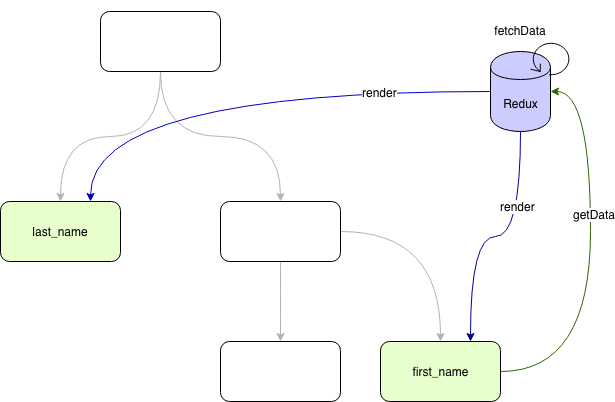 fetchData
render
Redux
render
getData
last_name
first_name